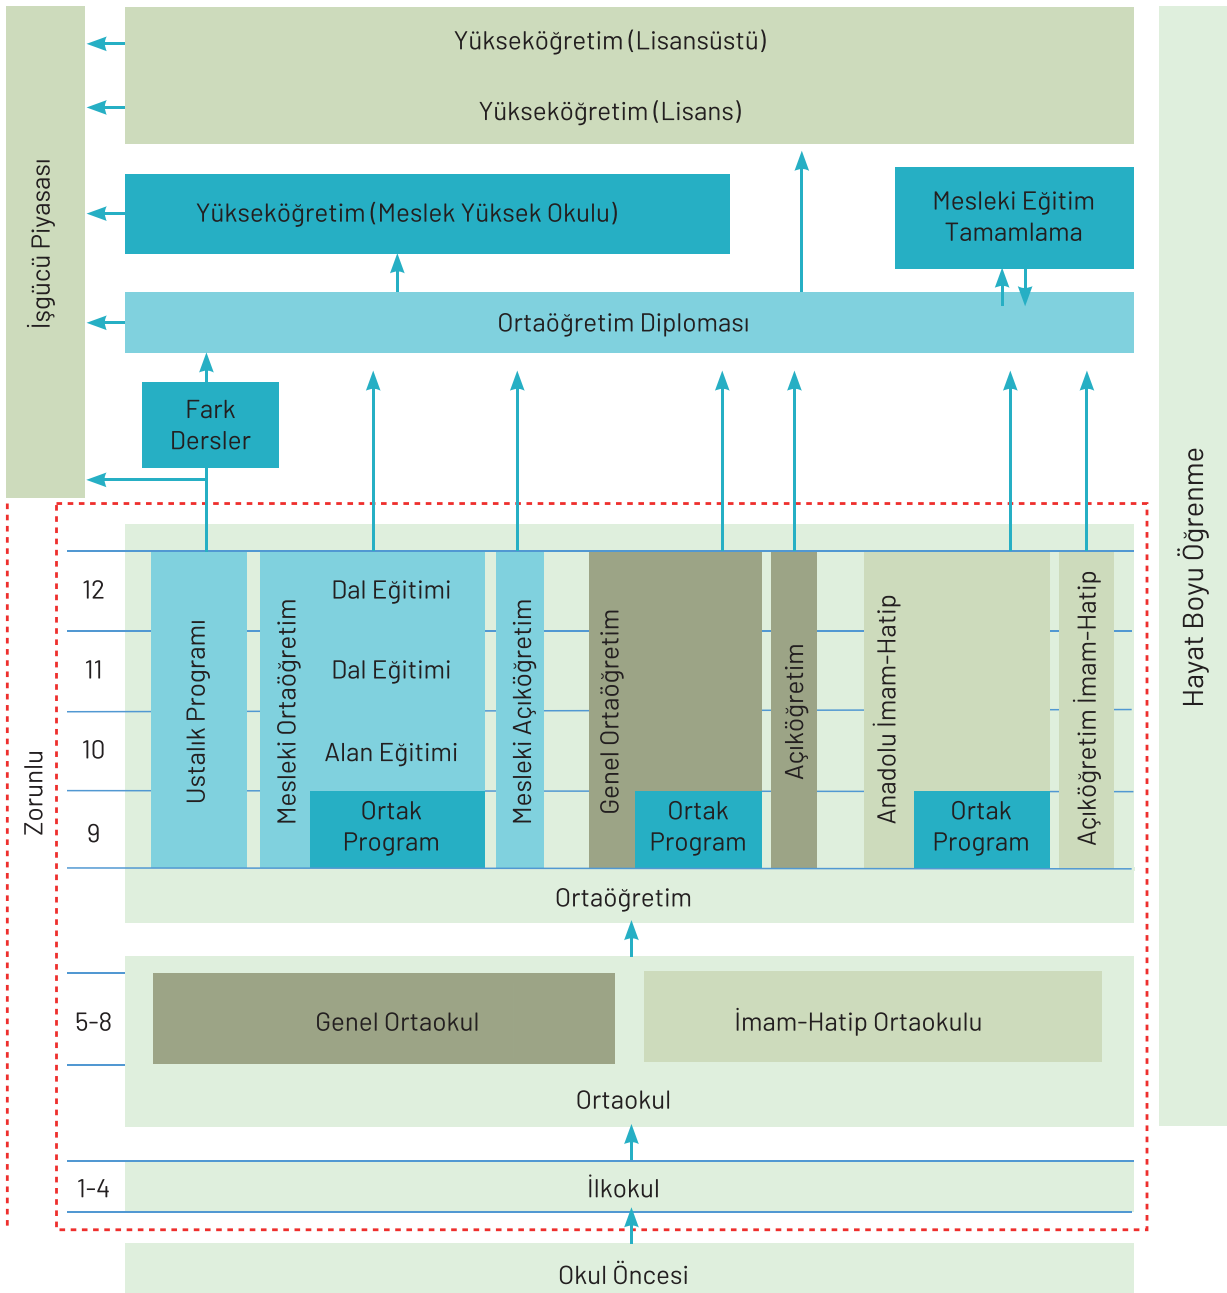 Yükseköğretim (Lisansüstü)
Yükseköğretim (Lisans)
İşgücü Piyasası
Yükseköğretim (Meslek Yüksek Okulu)
Mesleki Eğitim
Tamamlama
Ortaöğretim Diploması
Fark
Dersler
Hayat Boyu Öğrenme
Zorunlu
12
11
10
9
Ustalık Programı
Mesleki Ortaöğretim
Dal Eğitimi
Dal Eğitimi
Alan Eğitimi
Ortak
Program
Mesleki Açıköğretim
Genel Ortaöğretim
Ortak
Program
Açıköğretim
Anadolu İmam-Hatip
Ortak
Program
Açıköğretim İmam-Hatip
Ortaöğretim
5-8
Genel Ortaokul
İmam-Hatip Ortaokulu
Ortaokul
1-4
İlkokul
Okul Öncesi